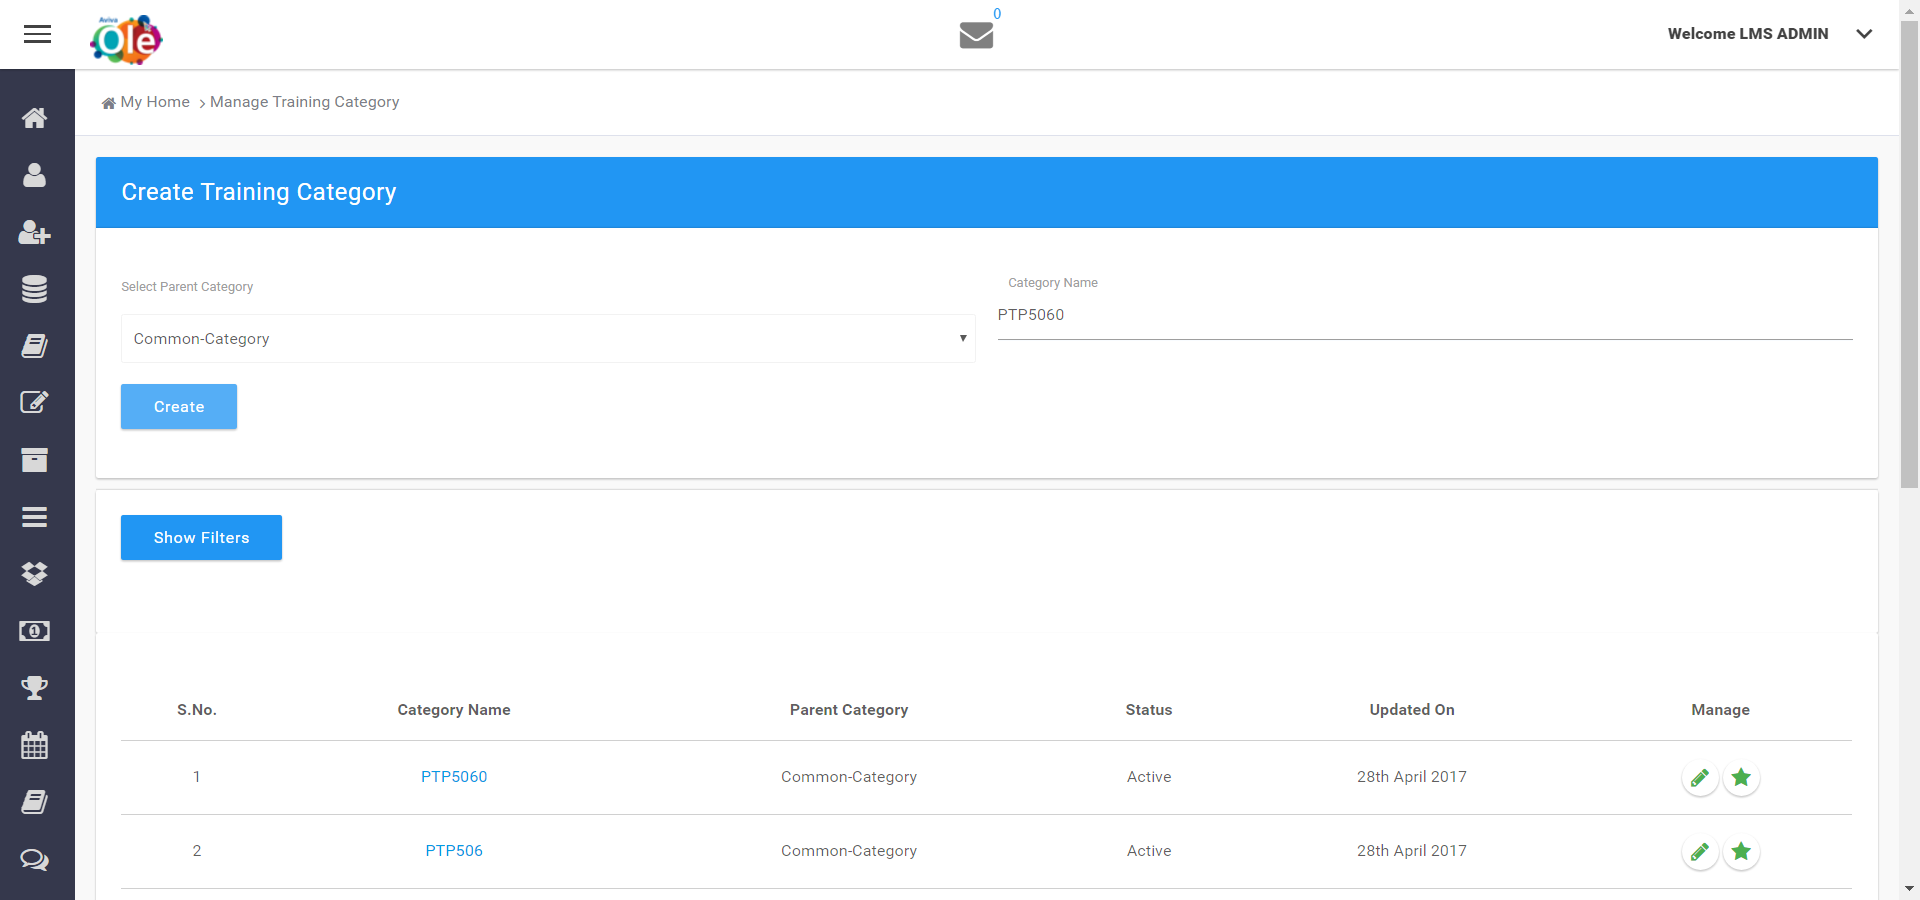 Aviva
Ole
0
Welcome LMS ADMIN
My Home > Manage Training Category
Create Training Category
Select Parent Category
Category Name
Common-Category
PTP5060
Create
Show Filters
S.No. Category Name Parent Category Status Updated On Manage
1 PTP5060 Common-Category Active 28th April 2017
2 PTP506 Common-Category Active 28th April 2017